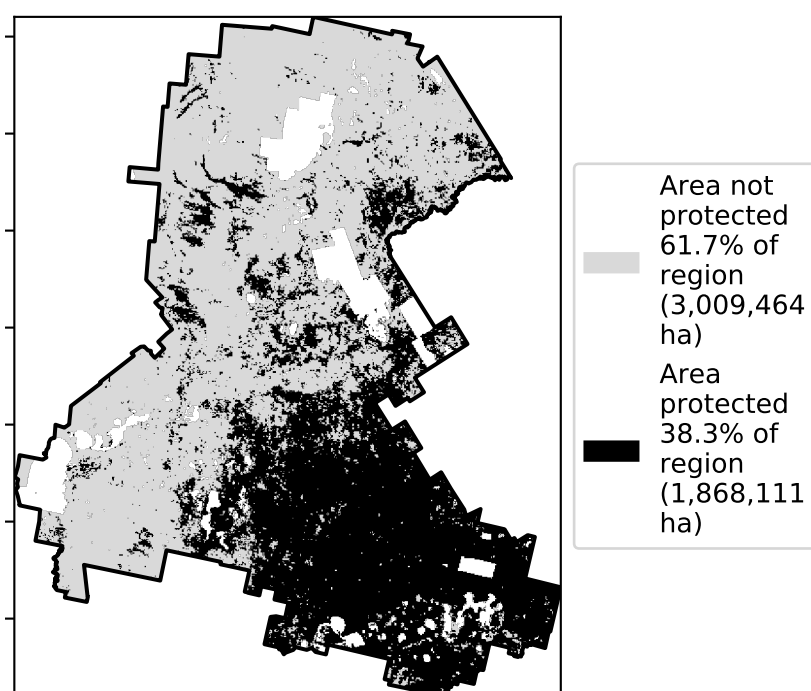 Area not
protected
61.7% of
region
(3,009,464
ha)
Area
protected
38.3% of
region
(1,868,111
ha)